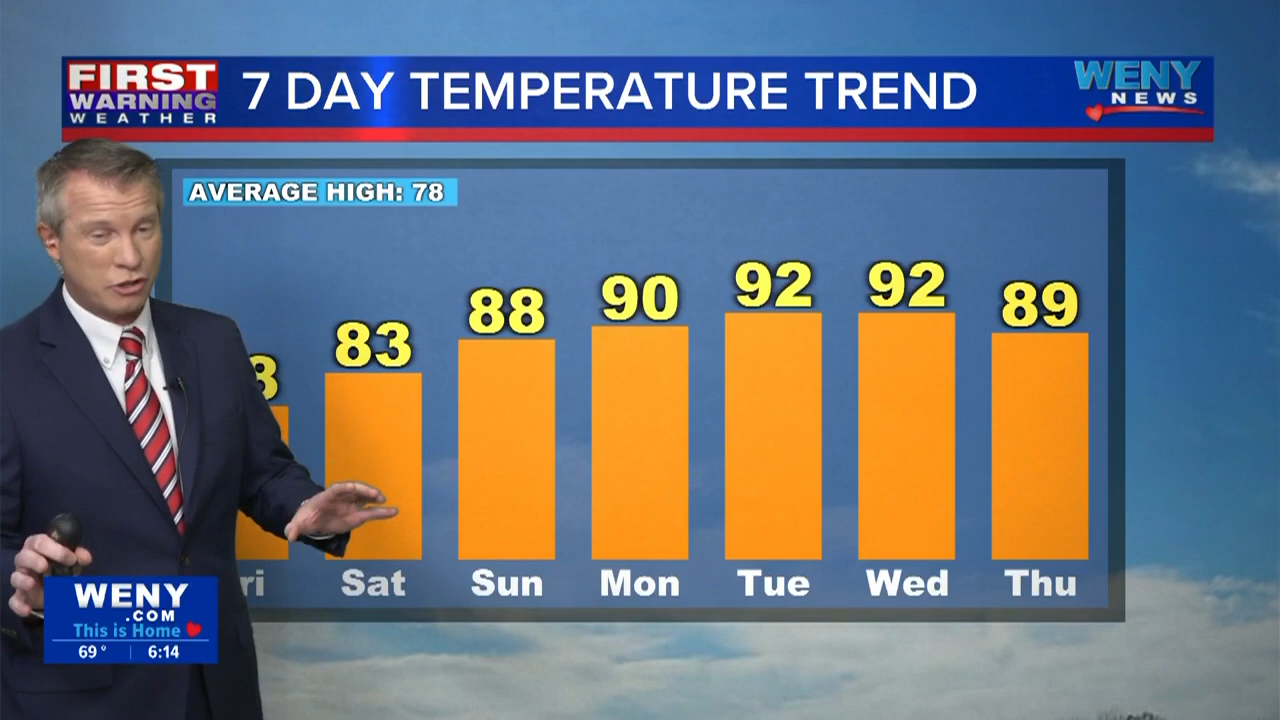 FIRST
WARNING
WEATHER
7 DAY TEMPERATURE TREND
WENY
NEWS
AVERAGE HIGH: 78
83
88
90
92
92
89
Sat
Sun
Mon
Tue
Wed
Thu
WENY
.COM
This is Home
69° | 6:14